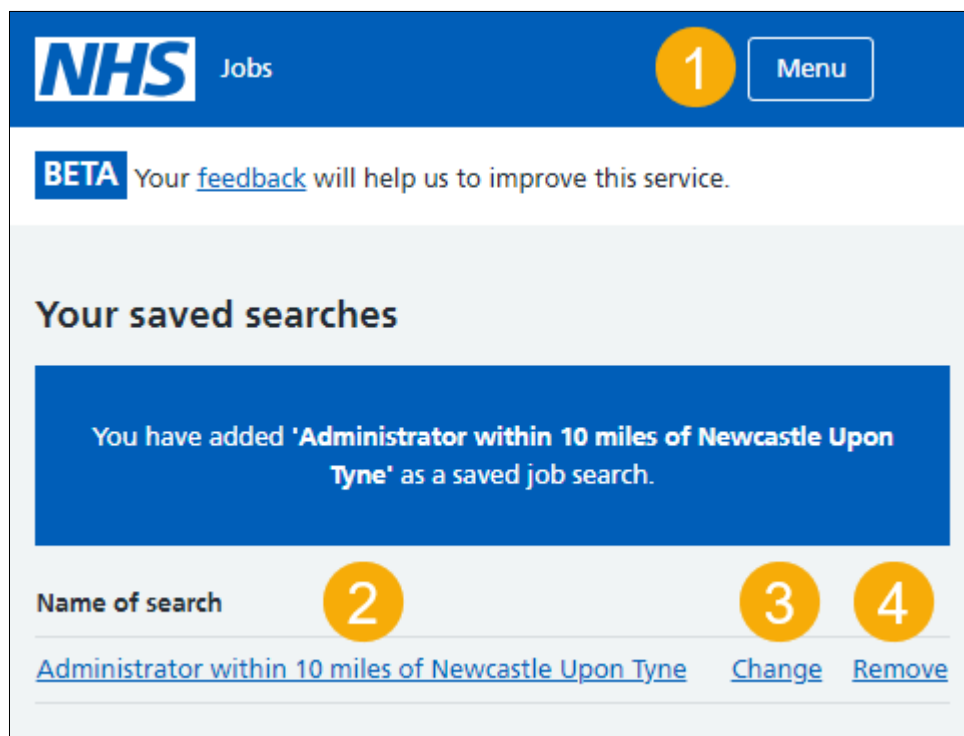 NHS Jobs 1 Menu
BETA Your feedback will help us to improve this service.
Your saved searches
You have added 'Administrator within 10 miles of Newcastle Upon
Tyne' as a saved job search.
Name of search 2 3 4
Administrator within 10 miles of Newcastle Upon Tyne Change Remove